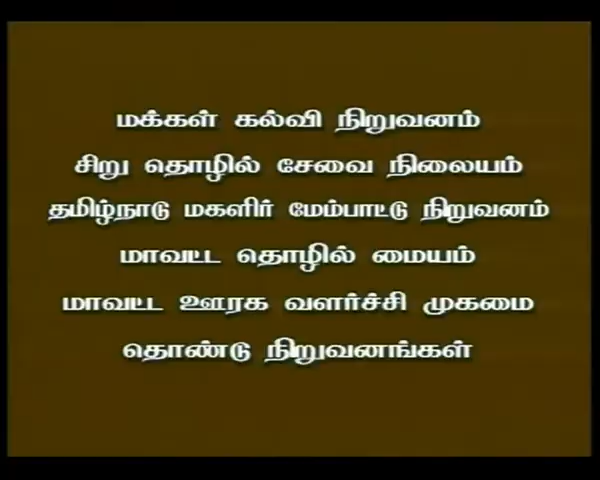 மக்கள் கல்வி நிறுவனம்
சிறு தொழில் சேவை நிலையம்
தமிழ்நாடு மகளிர் மேம்பாட்டு நிறுவனம்
மாவட்ட தொழில் மையம்
மாவட்ட ஊரக வளர்ச்சி முகமை
தொண்டு நிறுவனங்கள்